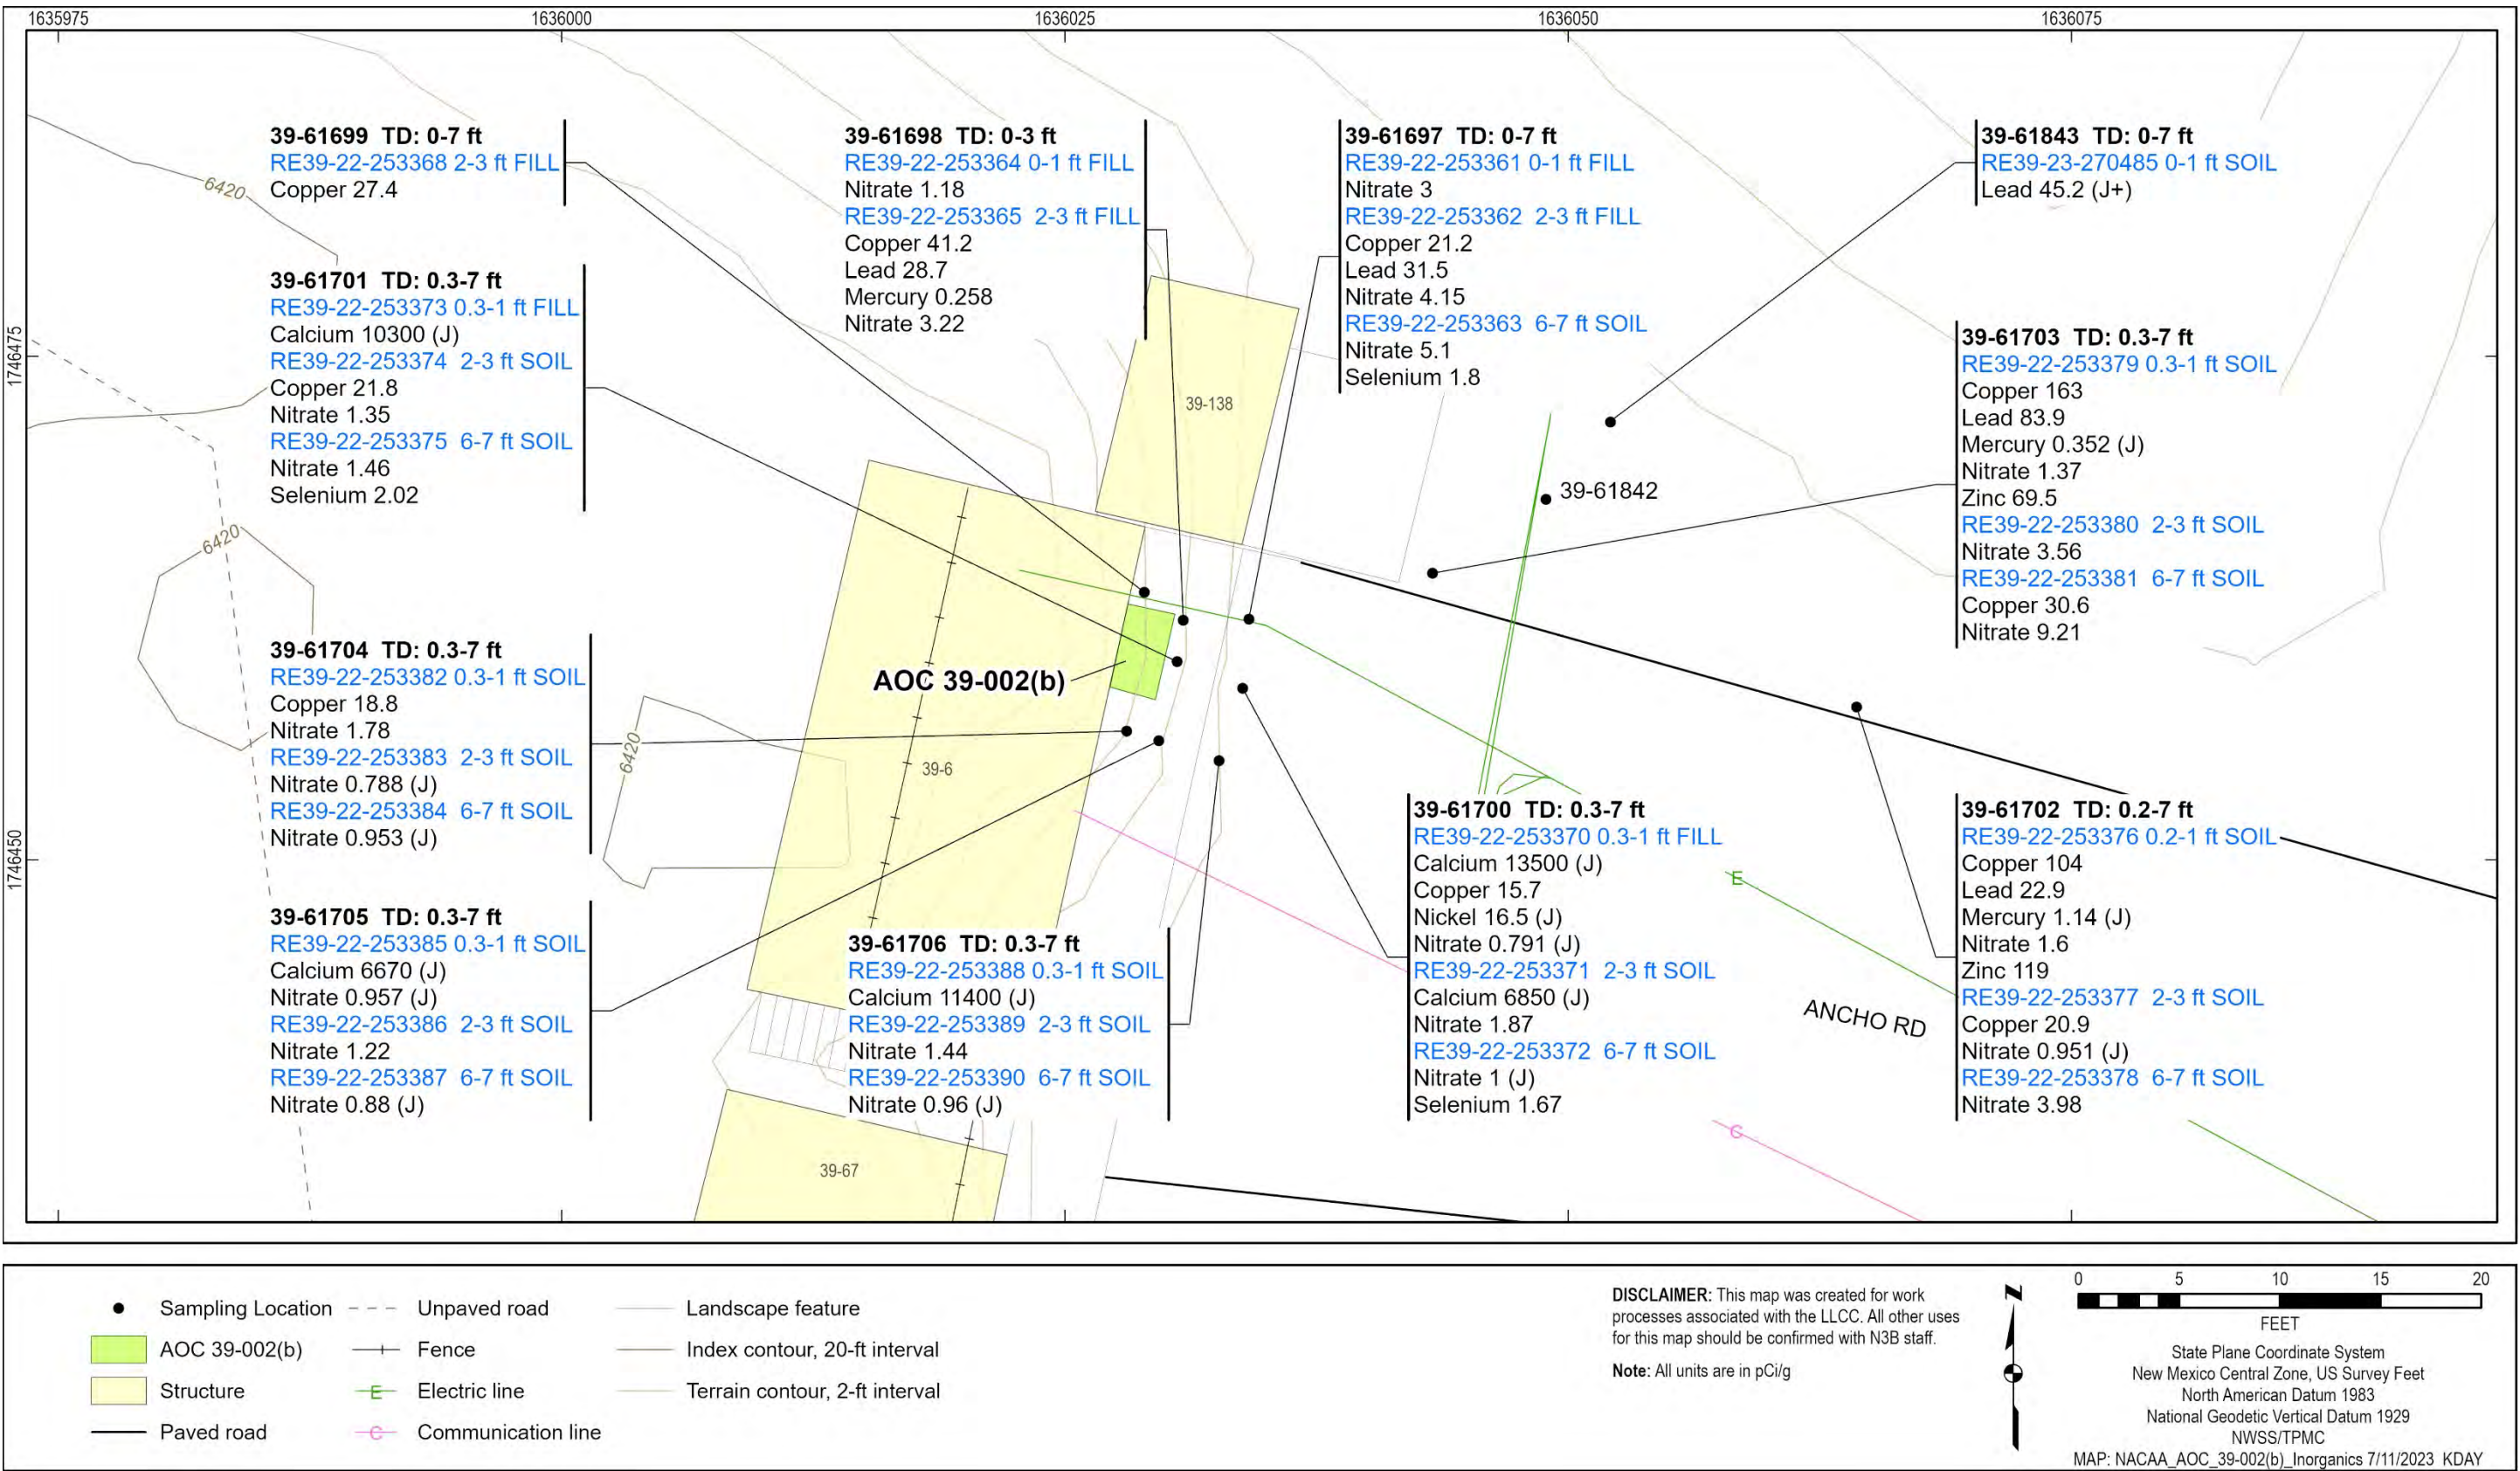 1635975
1636000
1636025
1636050
1636075
1746475
1746450
39-61699 TD: 0-7 ft
RE39-22-253368 2-3 ft FILL
Copper 27.4
39-61698 TD: 0-3 ft
RE39-22-253364 0-1 ft FILL
Nitrate 1.18
RE39-22-253365 2-3 ft FILL
Copper 41.2
Lead 28.7
Mercury 0.258
Nitrate 3.22
39-61697 TD: 0-7 ft
RE39-22-253361 0-1 ft FILL
Nitrate 3
RE39-22-253362 2-3 ft FILL
Copper 21.2
Lead 31.5
Nitrate 4.15
RE39-22-253363 6-7 ft SOIL
Nitrate 5.1
Selenium 1.8
39-61843 TD: 0-7 ft
RE39-23-270485 0-1 ft SOIL
Lead 45.2 (J+)
6420
39-61701 TD: 0.3-7 ft
RE39-22-253373 0.3-1 ft FILL
Calcium 10300 (J)
RE39-22-253374 2-3 ft SOIL
Copper 21.8
Nitrate 1.35
RE39-22-253375 6-7 ft SOIL
Nitrate 1.46
Selenium 2.02
39-138
39-61703 TD: 0.3-7 ft
RE39-22-253379 0.3-1 ft SOIL
Copper 163
Lead 83.9
Mercury 0.352 (J)
Nitrate 1.37
Zinc 69.5
RE39-22-253380 2-3 ft SOIL
Nitrate 3.56
RE39-22-253381 6-7 ft SOIL
Copper 30.6
Nitrate 9.21
39-61842
6420
39-61704 TD: 0.3-7 ft
RE39-22-253382 0.3-1 ft SOIL
Copper 18.8
Nitrate 1.78
RE39-22-253383 2-3 ft SOIL
Nitrate 0.788 (J)
RE39-22-253384 6-7 ft SOIL
Nitrate 0.953 (J)
6420
AOC 39-002(b)
39-6
39-61705 TD: 0.3-7 ft
RE39-22-253385 0.3-1 ft SOIL
Calcium 6670 (J)
Nitrate 0.957 (J)
RE39-22-253386 2-3 ft SOIL
Nitrate 1.22
RE39-22-253387 6-7 ft SOIL
Nitrate 0.88 (J)
39-61706 TD: 0.3-7 ft
RE39-22-253388 0.3-1 ft SOIL
Calcium 11400 (J)
RE39-22-253389 2-3 ft SOIL
Nitrate 1.44
RE39-22-253390 6-7 ft SOIL
Nitrate 0.96 (J)
39-61700 TD: 0.3-7 ft
RE39-22-253370 0.3-1 ft FILL
Calcium 13500 (J)
Copper 15.7
Nickel 16.5 (J)
Nitrate 0.791 (J)
RE39-22-253371 2-3 ft SOIL
Calcium 6850 (J)
Nitrate 1.87
RE39-22-253372 6-7 ft SOIL
Nitrate 1 (J)
Selenium 1.67
39-61702 TD: 0.2-7 ft
RE39-22-253376 0.2-1 ft SOIL
Copper 104
Lead 22.9
Mercury 1.14 (J)
Nitrate 1.6
Zinc 119
RE39-22-253377 2-3 ft SOIL
Copper 20.9
Nitrate 0.951 (J)
RE39-22-253378 6-7 ft SOIL
Nitrate 3.98
E
ANCHO RD
C
39-67
Sampling Location
AOC 39-002(b)
Structure
Paved road
Unpaved road
Fence
E Electric line
C Communication line
Landscape feature
Index contour, 20-ft interval
Terrain contour, 2-ft interval
DISCLAIMER: This map was created for work
processes associated with the LLCC. All other uses
for this map should be confirmed with N3B staff.
Note: All units are in pCi/g
N
0 5 10 15 20
FEET
State Plane Coordinate System
New Mexico Central Zone, US Survey Feet
North American Datum 1983
National Geodetic Vertical Datum 1929
NWSS/TPMC
MAP: NACAA_AOC_39-002(b)_Inorganics 7/11/2023 KDAY